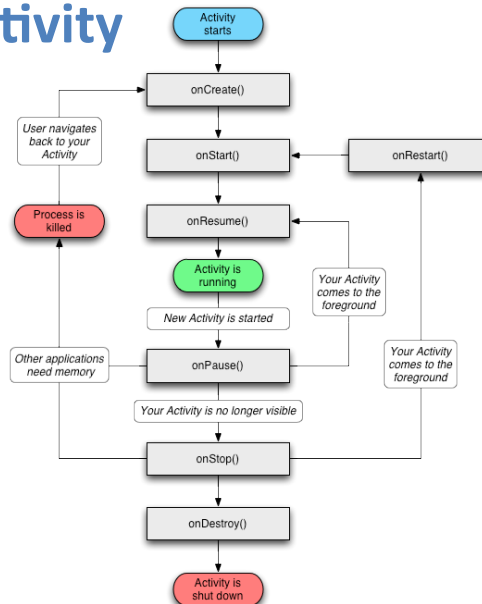 tivity
Activity
starts
onCreate()
User navigates
back to your
Activity
onStart()
onRestart()
Process is
killed
onResume()
Activity is
running
Your Activity
comes to the
foreground
New Activity is started
Other applications
need memory
onPause()
Your Activity
comes to the
foreground
Your Activity is no longer visible
onStop()
onDestroy()
Activity is
shut down